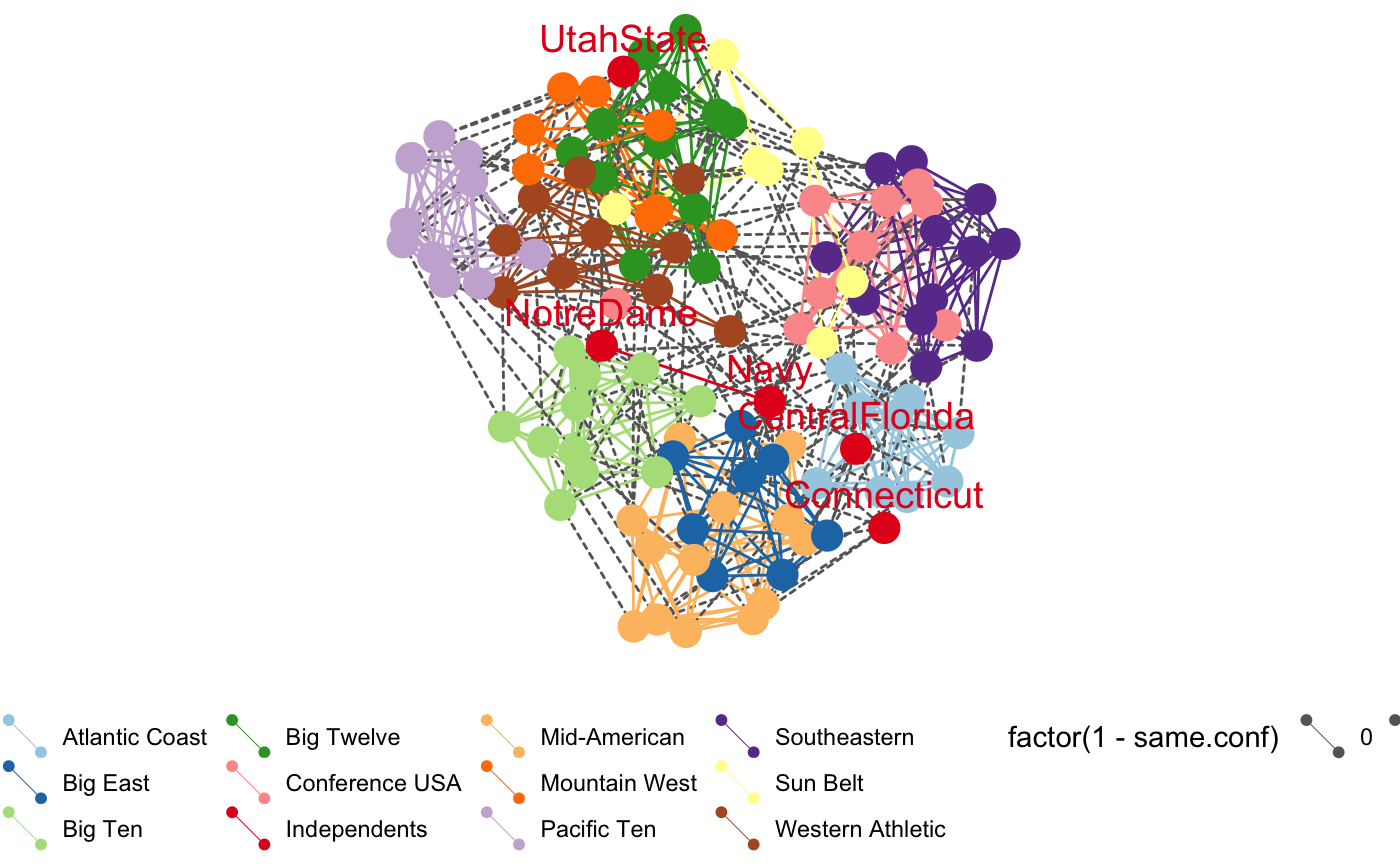 UtahState
NotreDame
Navy
CentralFlorida
Connecticut
Atlantic Coast Big Twelve Mid-American Southeastern factor(1 - same.conf) 0
Big East Conference USA Mountain West Sun Belt
Big Ten Independents Pacific Ten Western Athletic